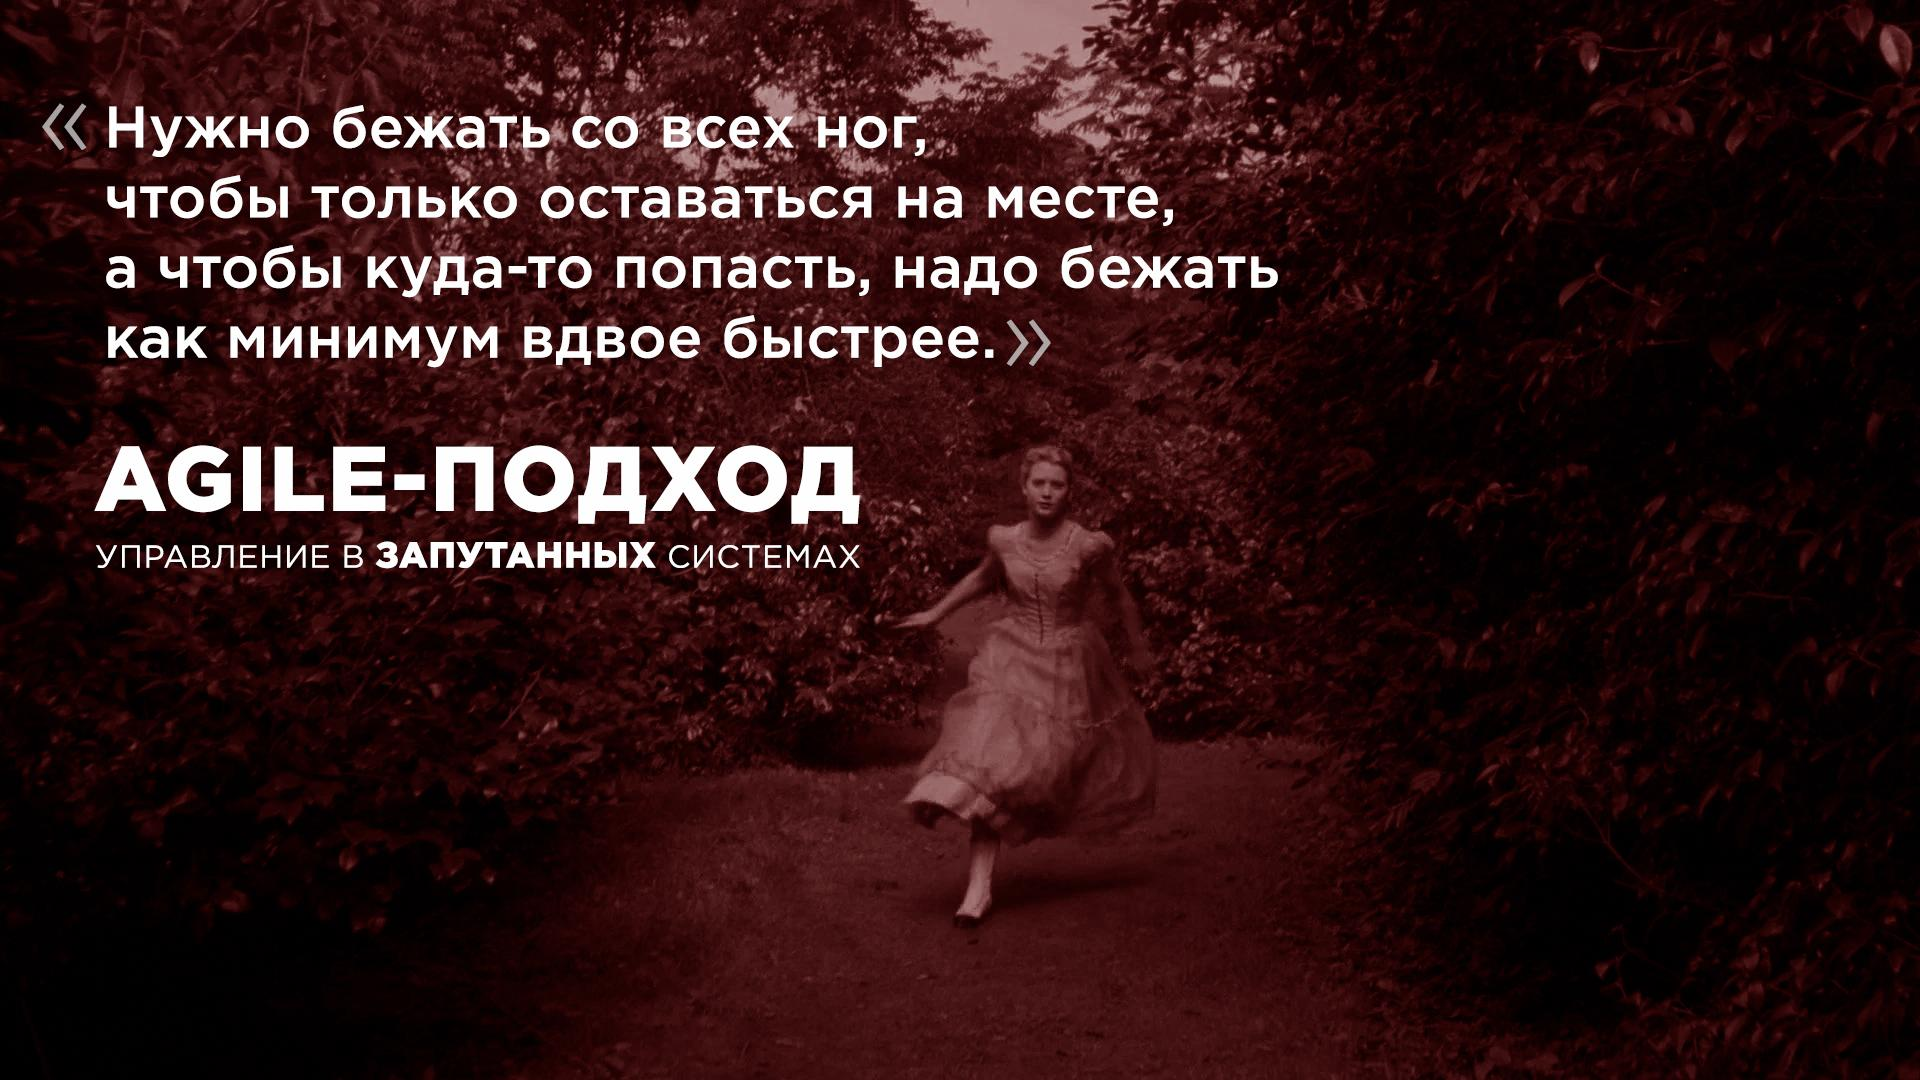 «Нужно бежать со всех ног,
чтобы только оставаться на месте,
а чтобы куда-то попасть, надо бежать
как минимум вдвое быстрее.»
AGILE-ПОДХОД
УПРАВЛЕНИЕ В ЗАПУТАННЫХ СИСТЕМАХ